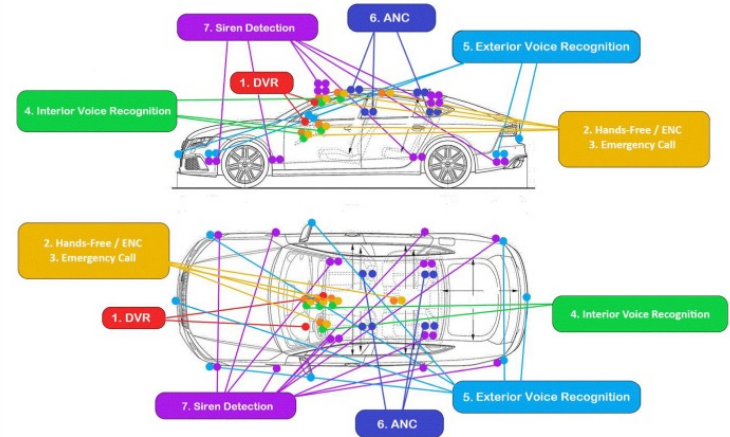 6. ANC
7. Siren Detection
5. Exterior Voice Recognition
1. DVR
4. Interior Voice Recognition
2. Hands-Free / ENC
3. Emergency Call
2. Hands-Free / ENC
3. Emergency Call
1. DVR
4. Interior Voice Recognition
7. Siren Detection
5. Exterior Voice Recognition
6. ANC